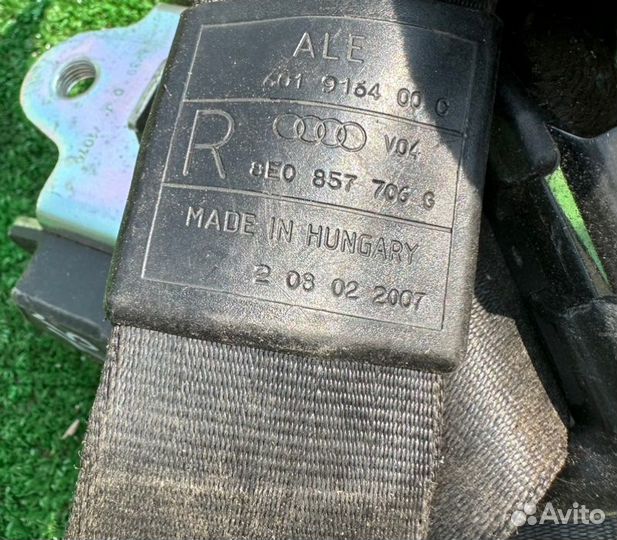 ALE
601 9164 00 C
R
V04
8E0 857 706 G
MADE IN HUNGARY
2 08 02 2007
Avito